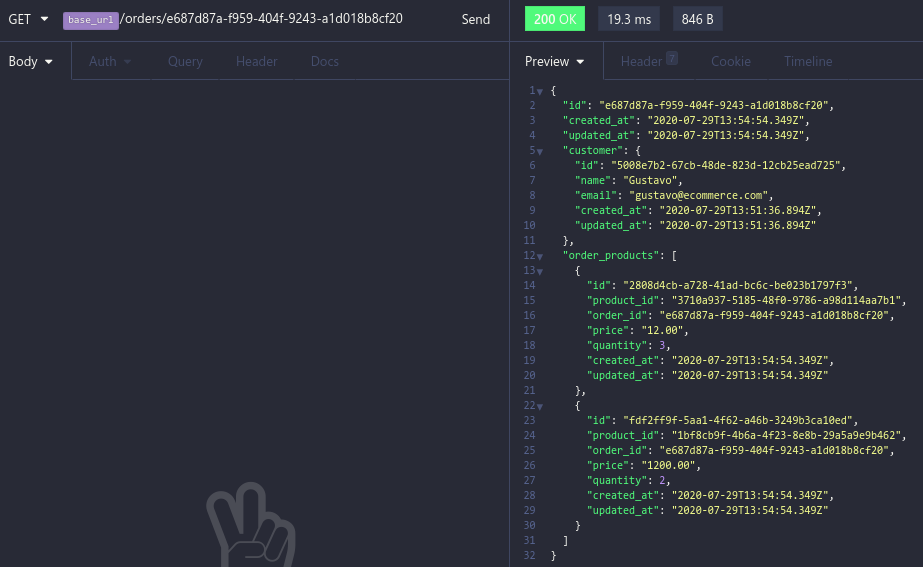 GET base_url/orders/e687d87a-f959-404f-9243-a1d018b8cf20 Send
200 OK 19.3 ms 846 B
Body Auth Query Header Docs
Preview Header 7 Cookie Timeline
1 {
2 "id": "e687d87a-f959-404f-9243-a1d018b8cf20",
3 "created_at": "2020-07-29T13:54:54.349Z",
4 "updated_at": "2020-07-29T13:54:54.349Z",
5 "customer": {
6 "id": "5008e7b2-67cb-48de-823d-12cb25ead725",
7 "name": "Gustavo",
8 "email": "gustavo@ecommerce.com",
9 "created_at": "2020-07-29T13:51:36.894Z",
10 "updated_at": "2020-07-29T13:51:36.894Z"
11 },
12 "order_products": [
13 {
14 "id": "2808d4cb-a728-41ad-bc6c-be023b1797f3",
15 "product_id": "3710a937-5185-48f0-9786-a98d114aa7b1",
16 "order_id": "e687d87a-f959-404f-9243-a1d018b8cf20",
17 "price": "12.00",
18 "quantity": 3,
19 "created_at": "2020-07-29T13:54:54.349Z",
20 "updated_at": "2020-07-29T13:54:54.349Z"
21 },
22 {
23 "id": "fdf2ff9f-5aa1-4f62-a46b-3249b3ca10ed",
24 "product_id": "1bf8cb9f-4b6a-4f23-8e8b-29a5a9e9b462",
25 "order_id": "e687d87a-f959-404f-9243-a1d018b8cf20",
26 "price": "1200.00",
27 "quantity": 2,
28 "created_at": "2020-07-29T13:54:54.349Z",
29 "updated_at": "2020-07-29T13:54:54.349Z"
30 }
31 ]
32 }